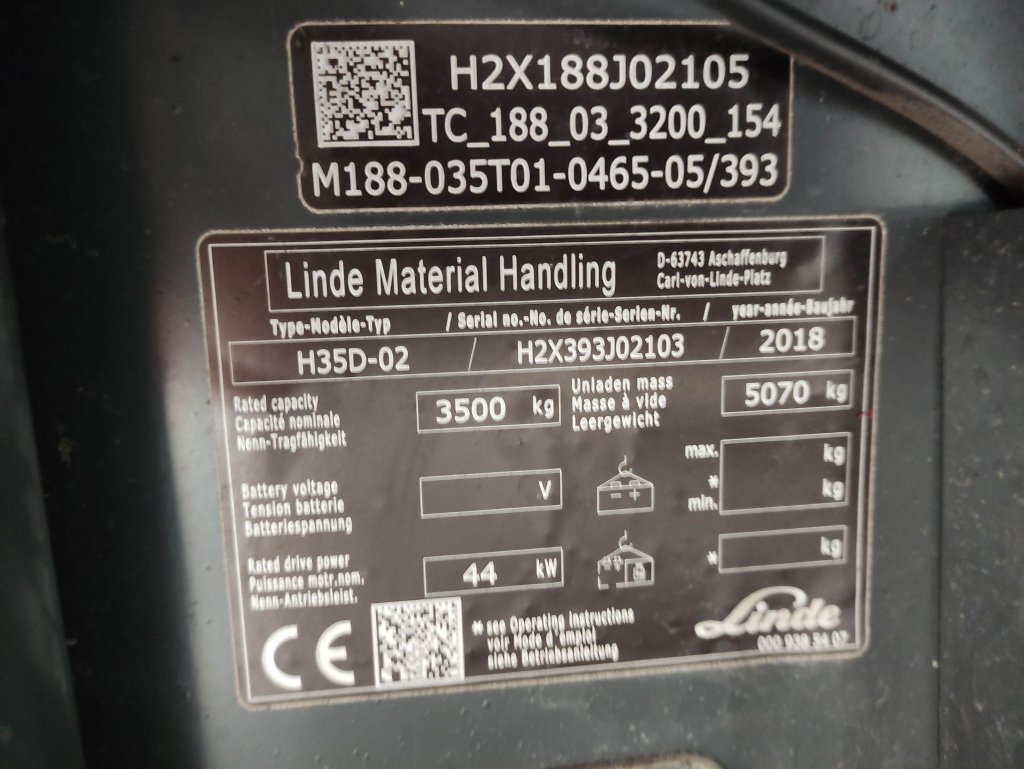 H2X188J02105
TC_188_03_3200_154
M188-035T01-0465-05/393
Linde Material Handling
D-63743 Aschaffenburg
Carl-von-Linde-Platz
Type-Modèle-Typ / Serial no.-No. de série-Serien-Nr. / year-année-Baujahr
H35D-02 / H2X393J02103 / 2018
Rated capacity
Capacité nominale
Nenn-Tragfähigkeit
3500 kg
Unladen mass
Masse à vide
Leergewicht
5070 kg
Battery voltage
Tension batterie
Batteriespannung
V
max. kg
*
min. kg
Rated drive power
Puissance motr.nom.
Nenn-Antriebsleist.
44 kW
* kg
CE
* see Operating instructions
voir Mode d'emploi
siehe Betriebsanleitung
Linde
000 938 54 07